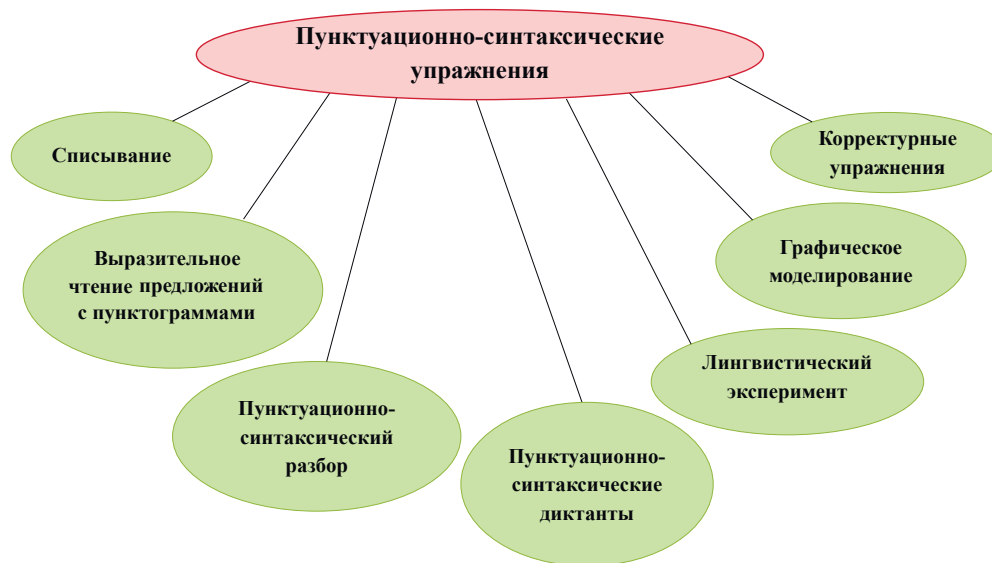 Пунктуационно-синтаксические
упражнения
Списывание
Выразительное
чтение предложений
с пунктограммами
Пунктуационно-
синтаксический
разбор
Пунктуационно-
синтаксические
диктанты
Лингвистический
эксперимент
Графическое
моделирование
Корректурные
упражнения